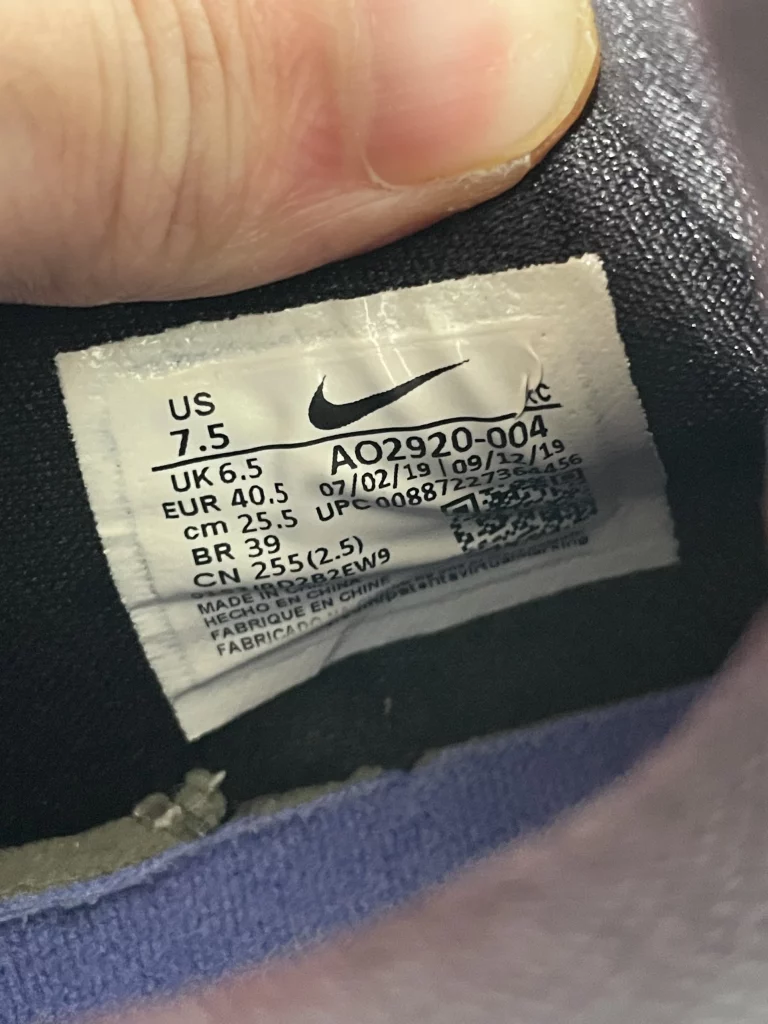 US
7.5
AO2920-004
UK 6.5
07/02/19 | 09/12/19
EUR 40.5
UPC
cm 25.5
BR 39
CN 255(2.5)
MADE IN CHINA
HECHO EN CHINA
FABRIQUE EN CHINE